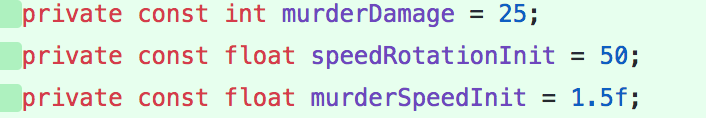 private const int murderDamage = 25;
private const float speedRotationInit = 50;
private const float murderSpeedInit = 1.5f;